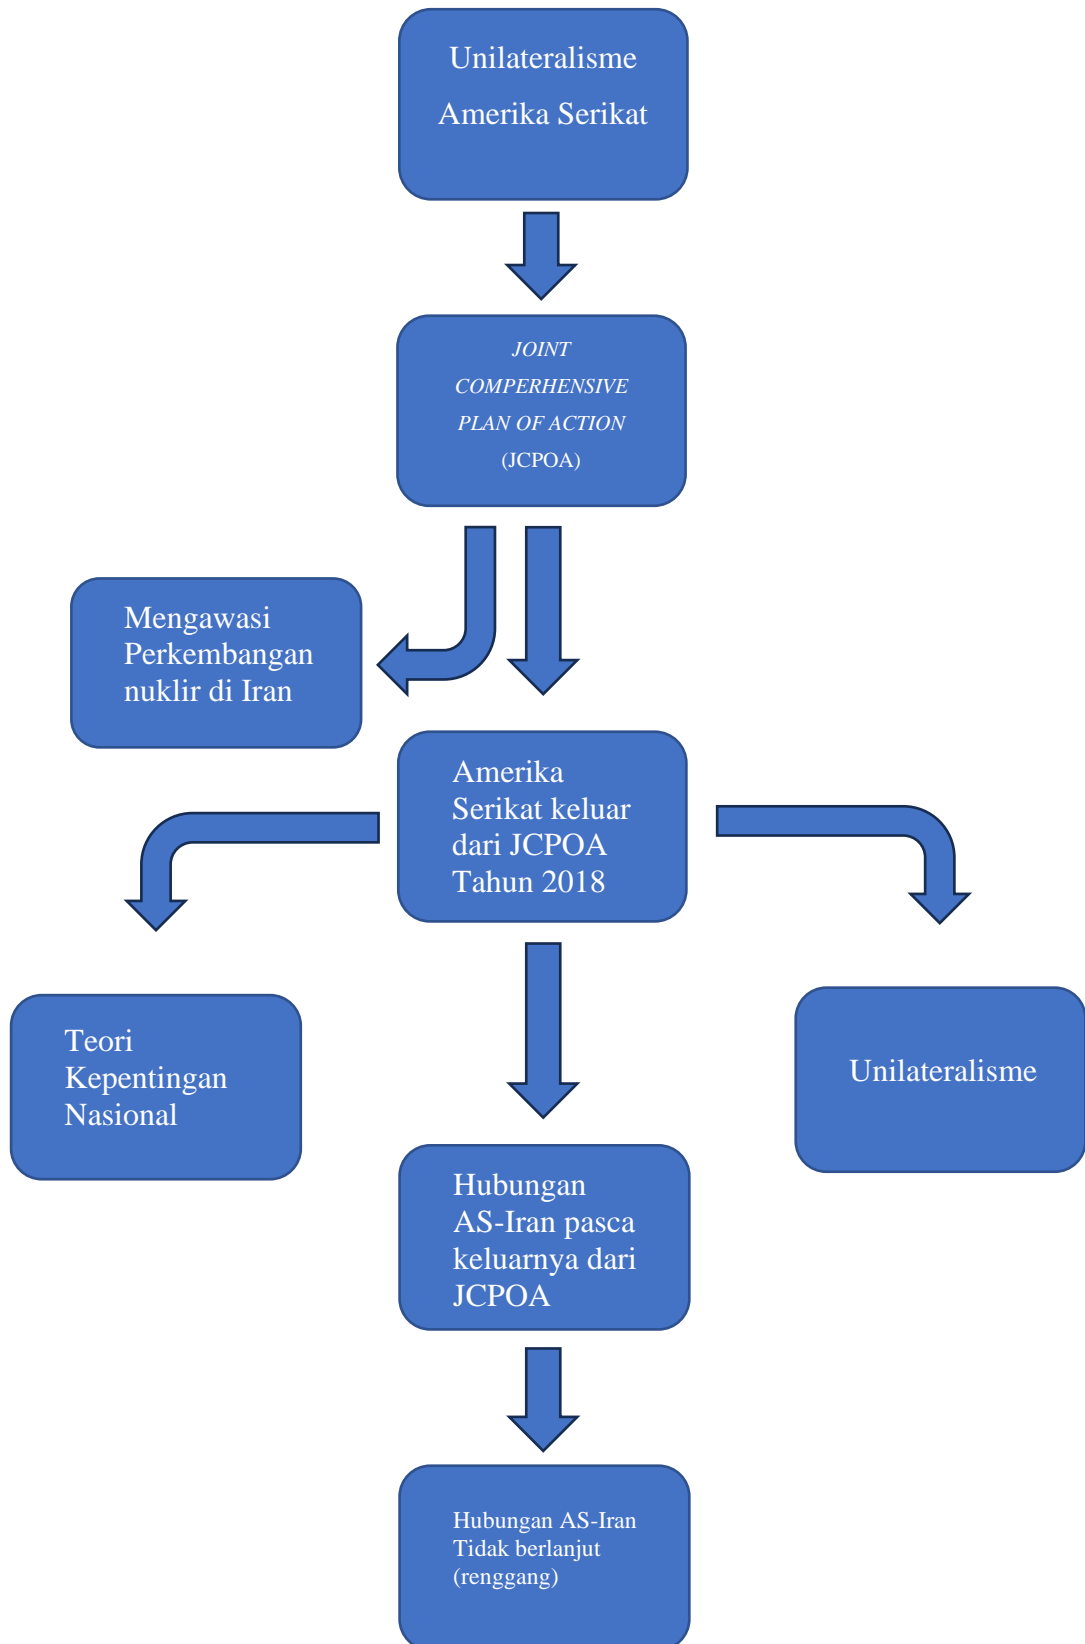 Unilateralisme
Amerika Serikat
JOINT
COMPERHENSIVE
PLAN OF ACTION
(JCPOA)
Mengawasi
Perkembangan
nuklir di Iran
Amerika
Serikat keluar
dari JCPOA
Tahun 2018
Teori
Kepentingan
Nasional
Unilateralisme
Hubungan
AS-Iran pasca
keluarnya dari
JCPOA
Hubungan AS-Iran
Tidak berlanjut
(renggang)